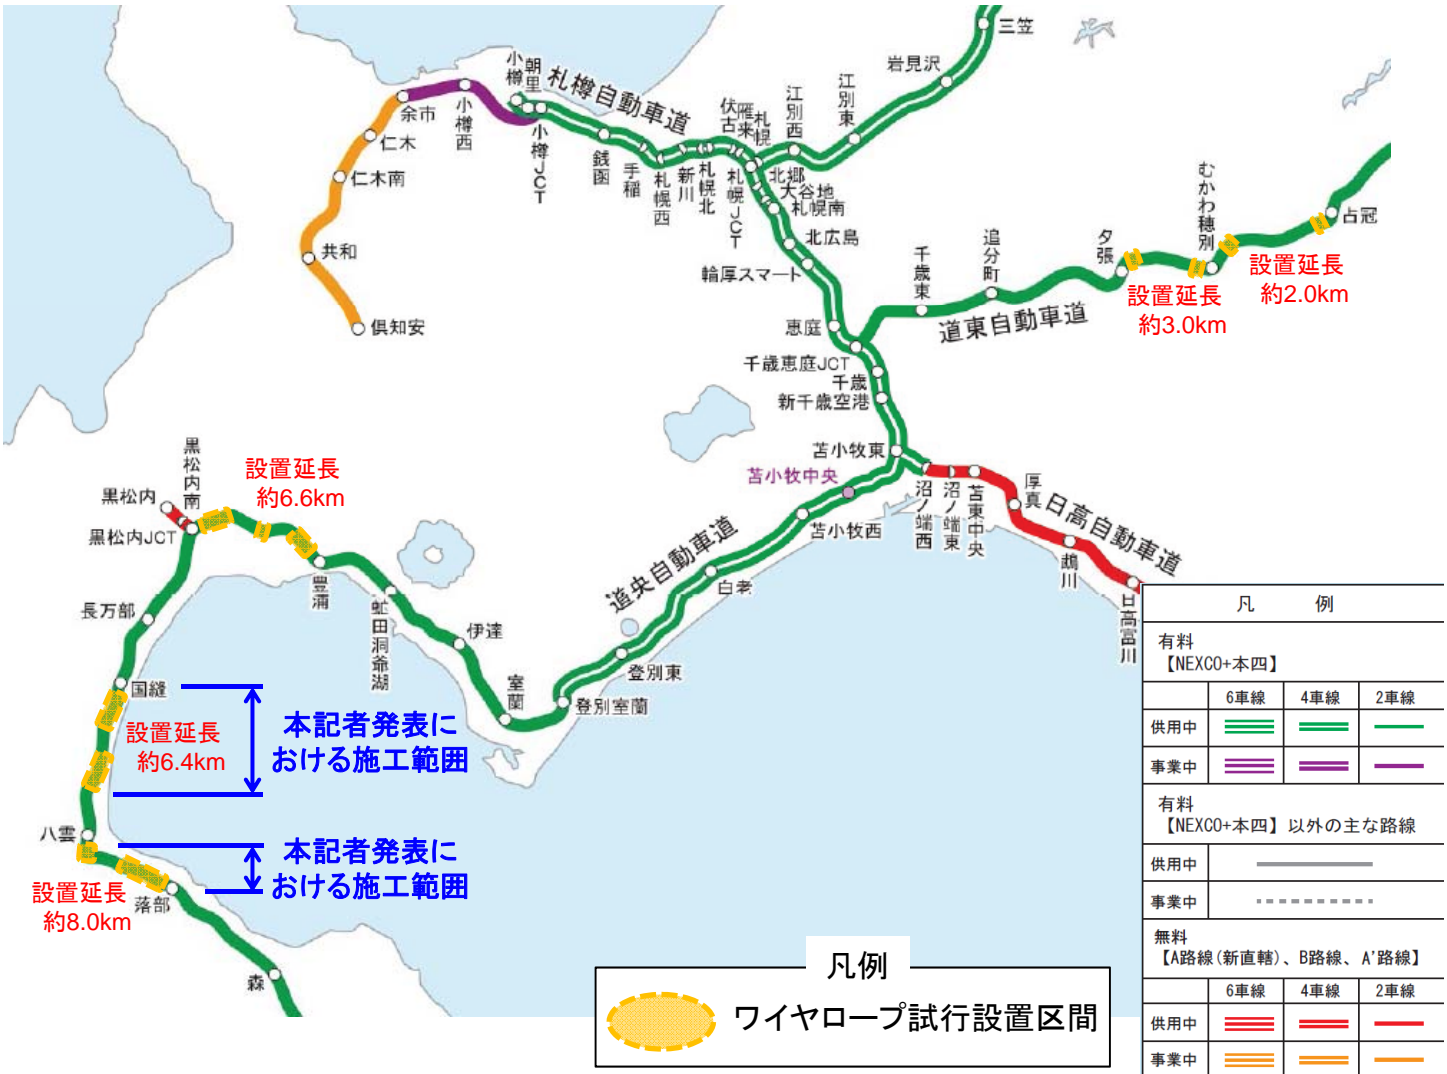 三笠
岩見沢
江別東
江別西
札幌
雁来
伏古
札樽自動車道
朝里
小樽
余市
小樽西
小樽JCT
銭函
手稲
札幌西
新川
札幌北
札幌JCT
北郷
大谷地
札幌南
北広島
輪厚スマート
恵庭
千歳恵庭JCT
千歳
新千歳空港
苫小牧東
仁木
仁木南
共和
倶知安
千歳東
追分町
夕張
むかわ穂別
占冠
道東自動車道
設置延長
約3.0km
設置延長
約2.0km
苫小牧中央
苫小牧西
沼ノ端西
沼ノ端東
苫東中央
厚真
日高自動車道
鵡川
日高富川
道央自動車道
白老
登別東
登別室蘭
室蘭
伊達
虻田洞爺湖
豊浦
設置延長
約6.6km
黒松内南
黒松内
黒松内JCT
長万部
国縫
設置延長
約6.4km
本記者発表に
おける施工範囲
八雲
本記者発表に
おける施工範囲
設置延長
約8.0km
落部
森
凡例
ワイヤロープ試行設置区間
凡 例
有料
【NEXCO+本四】
6車線 4車線 2車線
供用中
事業中
有料
【NEXCO+本四】以外の主な路線
供用中
事業中
無料
【A路線(新直轄)、B路線、A'路線】
6車線 4車線 2車線
供用中
事業中